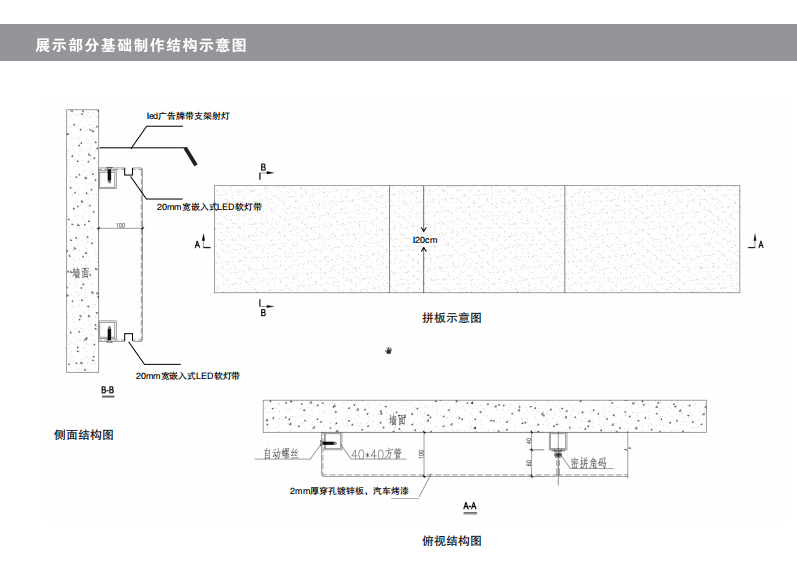 展示部分基础制作结构示意图
led广告牌带支架射灯
20mm宽嵌入式LED软灯带
100
墙面
20mm宽嵌入式LED软灯带
B-B
侧面结构图
B
A
120cm
A
B
拼板示意图
墙面
自动螺丝
40*40方管
100
40
60
密拼角码
2mm厚穿孔镀锌板，汽车烤漆
A-A
俯视结构图